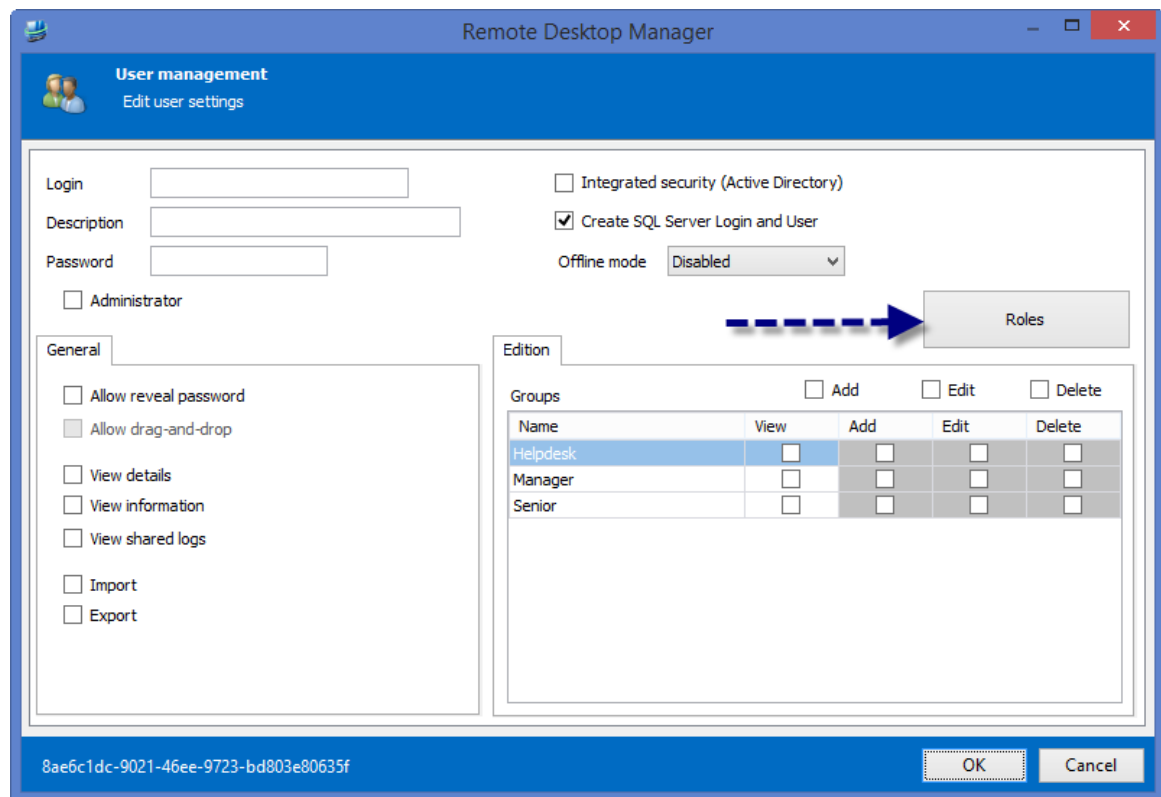 Remote Desktop Manager
User management
Edit user settings
Login
Integrated security (Active Directory)
Description
Create SQL Server Login and User
Password
Offline mode Disabled
Administrator
Roles
General
Allow reveal password
Allow drag-and-drop
View details
View information
View shared logs
Import
Export
Edition
Groups Add Edit Delete
Name View Add Edit Delete
Helpdesk
Manager
Senior
8ae6c1dc-9021-46ee-9723-bd803e80635f
OK Cancel